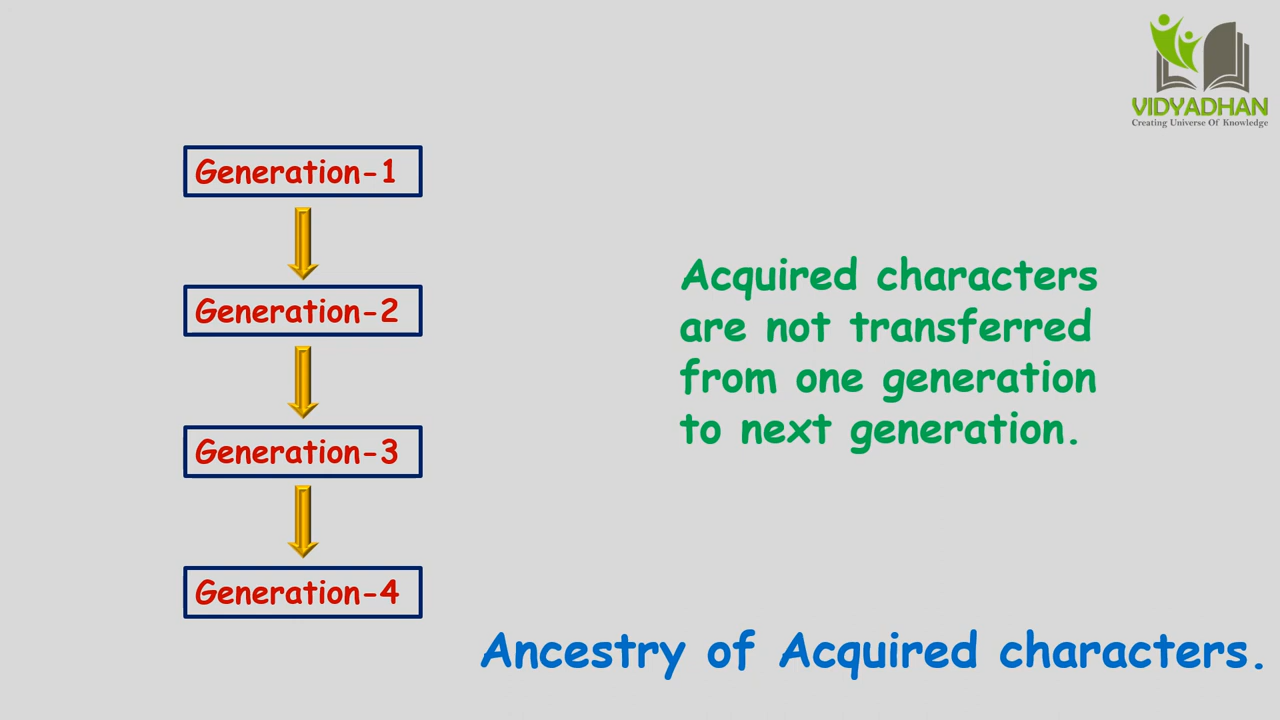 VIDYADHAN
Creating Universe Of Knowledge
Generation-1
Generation-2
Generation-3
Generation-4
Acquired characters
are not transferred
from one generation
to next generation.
Ancestry of Acquired characters.